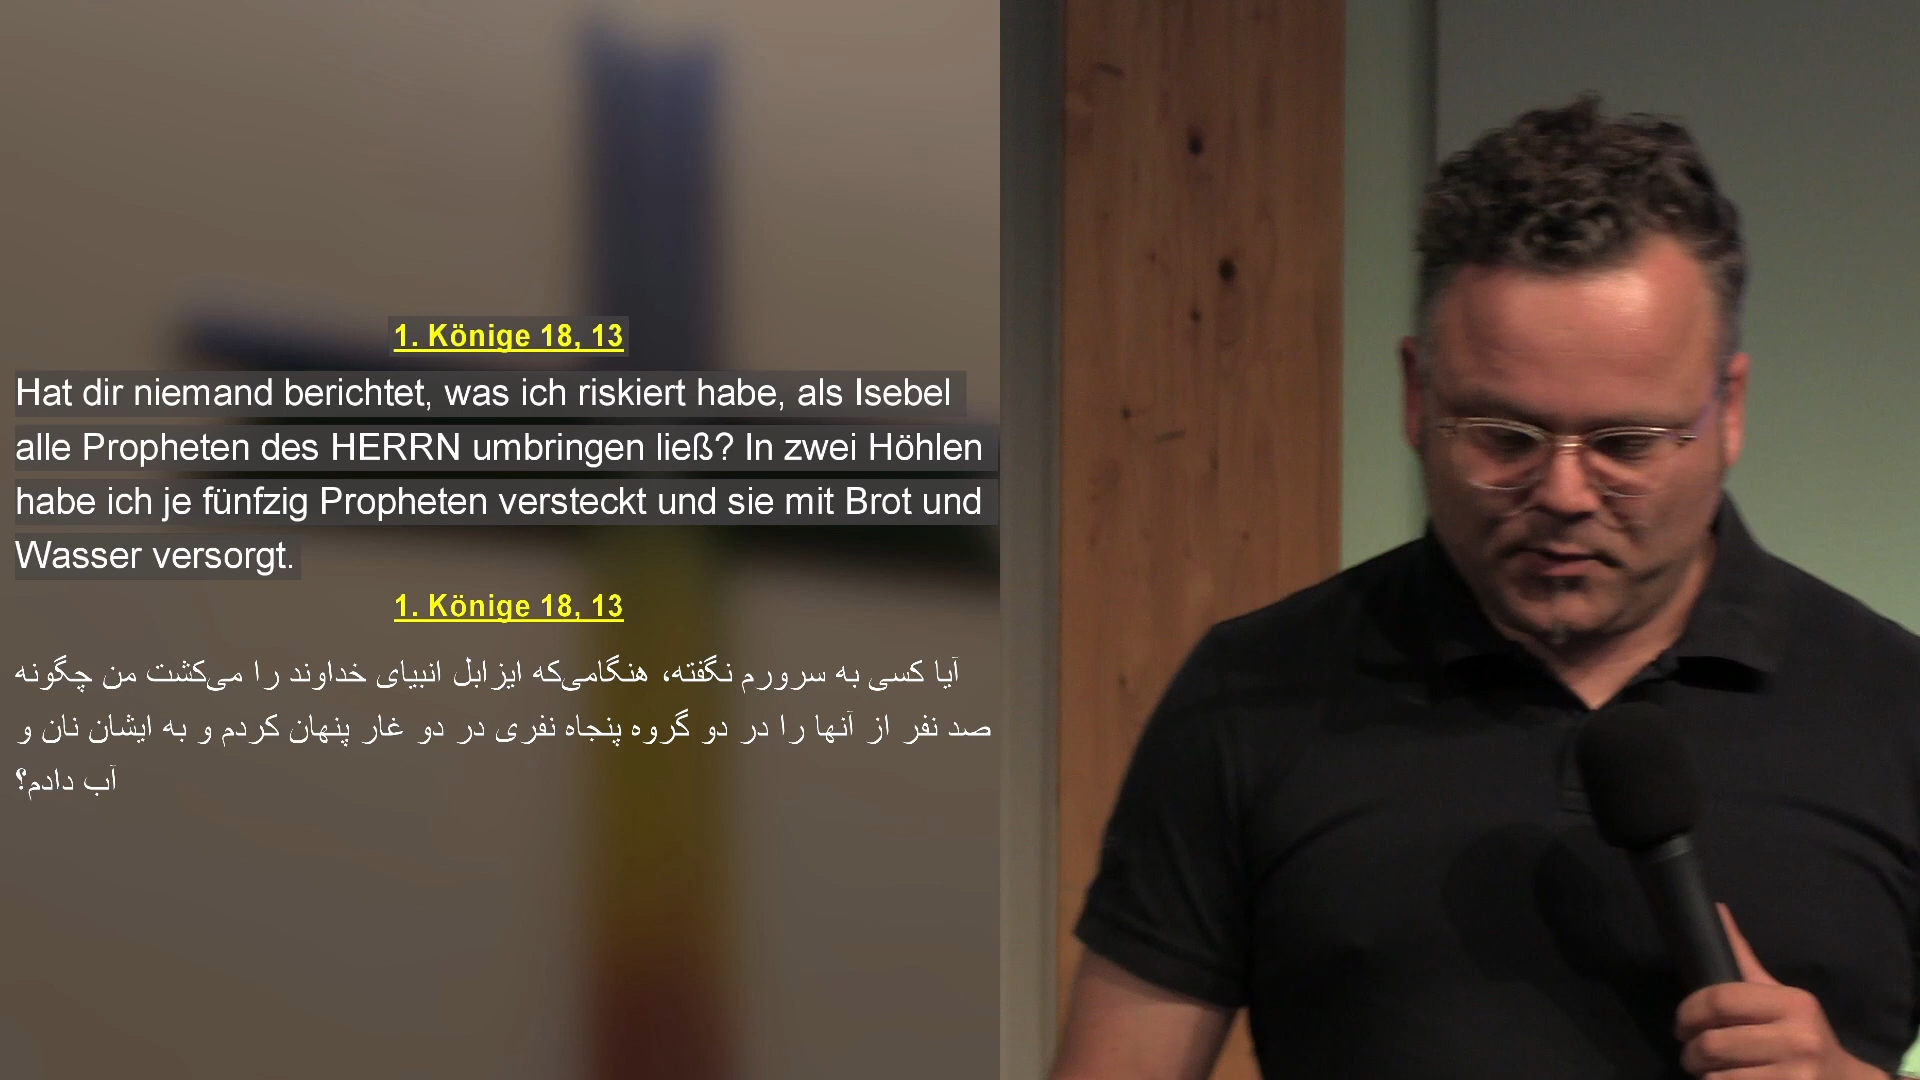 1. Könige 18, 13
Hat dir niemand berichtet, was ich riskiert habe, als Isebel
alle Propheten des HERRN umbringen ließ? In zwei Höhlen
habe ich je fünfzig Propheten versteckt und sie mit Brot und
Wasser versorgt.
1. Könige 18, 13
آیا کسی به سرورم نگفته، هنگامی‌که ایزابل انبیای خداوند را می‌کشت من چگونه
صد نفر از آنها را در دو گروه پنجاه نفری در دو غار پنهان کردم و به ایشان نان و
آب دادم؟